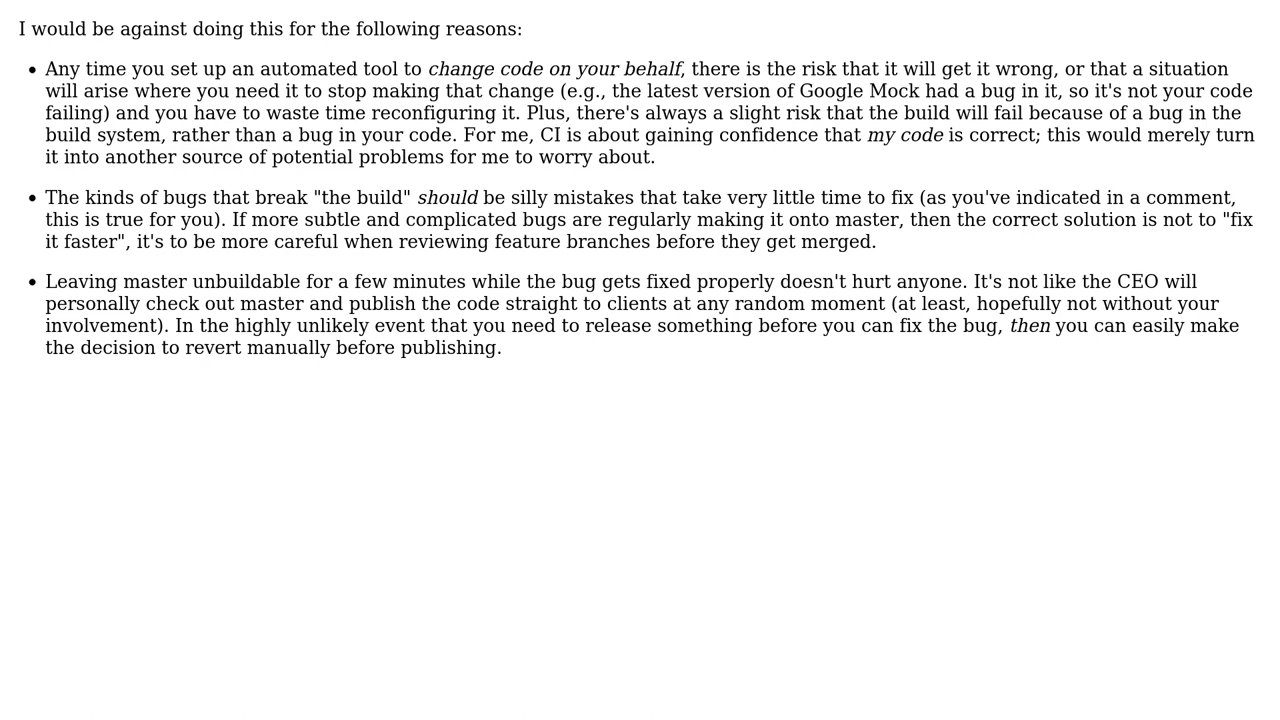 I would be against doing this for the following reasons:
• Any time you set up an automated tool to change code on your behalf, there is the risk that it will get it wrong, or that a situation
will arise where you need it to stop making that change (e.g., the latest version of Google Mock had a bug in it, so it's not your code
failing) and you have to waste time reconfiguring it. Plus, there's always a slight risk that the build will fail because of a bug in the
build system, rather than a bug in your code. For me, CI is about gaining confidence that my code is correct; this would merely turn
it into another source of potential problems for me to worry about.
• The kinds of bugs that break "the build" should be silly mistakes that take very little time to fix (as you've indicated in a comment,
this is true for you). If more subtle and complicated bugs are regularly making it onto master, then the correct solution is not to "fix
it faster", it's to be more careful when reviewing feature branches before they get merged.
• Leaving master unbuildable for a few minutes while the bug gets fixed properly doesn't hurt anyone. It's not like the CEO will
personally check out master and publish the code straight to clients at any random moment (at least, hopefully not without your
involvement). In the highly unlikely event that you need to release something before you can fix the bug, then you can easily make
the decision to revert manually before publishing.